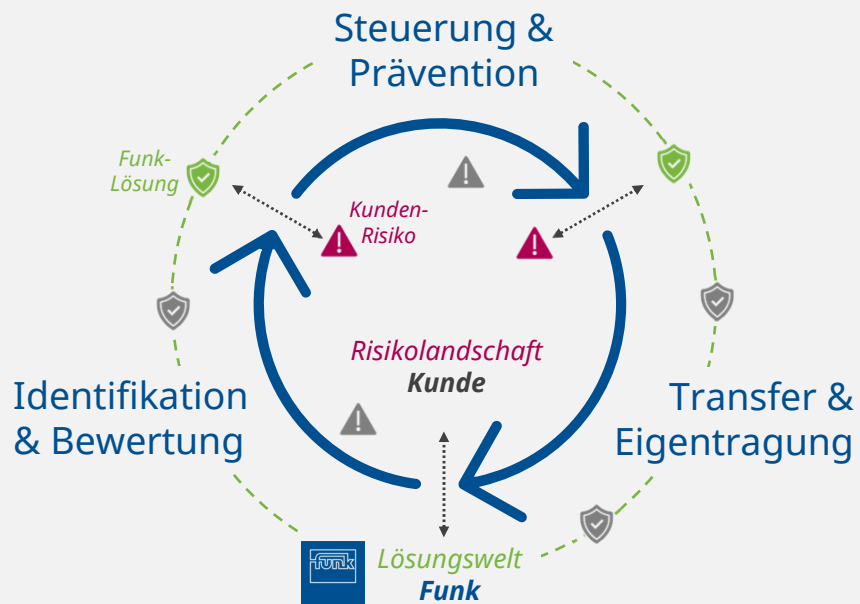 Steuerung &
Prävention
Funk-
Lösung
Kunden-
Risiko
Risikolandschaft
Kunde
Identifikation
& Bewertung
Transfer &
Eigentragung
funk
Lösungswelt
Funk